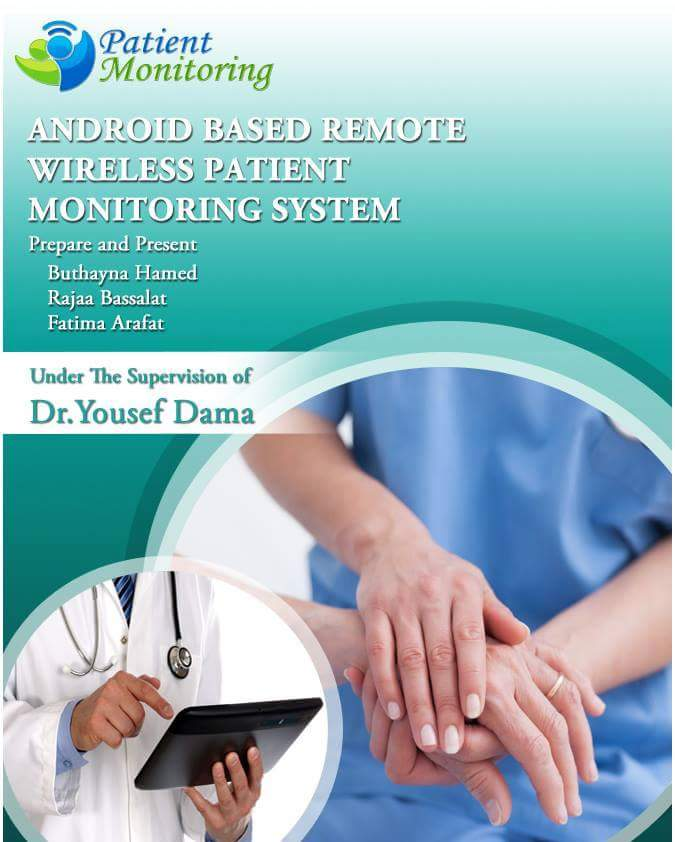 Patient
Monitoring
ANDROID BASED REMOTE
WIRELESS PATIENT
MONITORING SYSTEM
Prepare and Present
Buthayna Hamed
Rajaa Bassalat
Fatima Arafat
Under The Supervision of
Dr.Yousef Dama